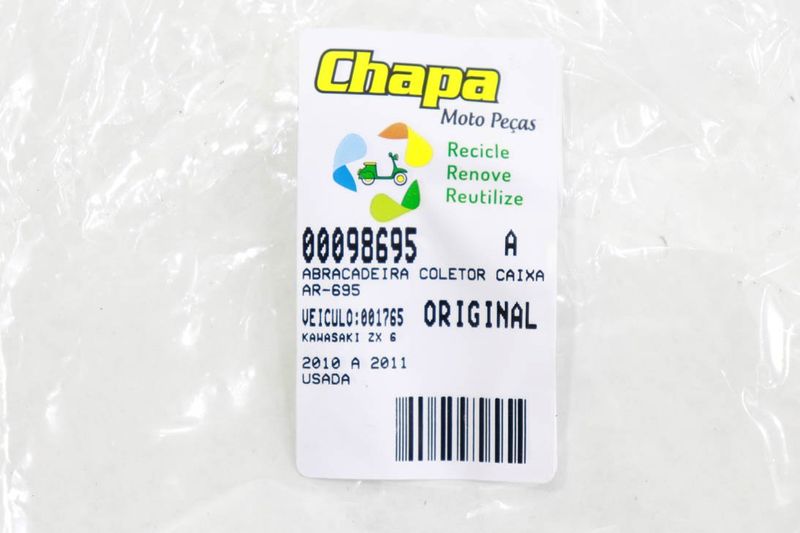 Chapa
Moto Peças
Recicle
Renove
Reutilize
00098695 A
ABRACADEIRA COLETOR CAIXA
AR-695
VEICULO:001765 ORIGINAL
KAWASAKI ZX 6
2010 A 2011
USADA